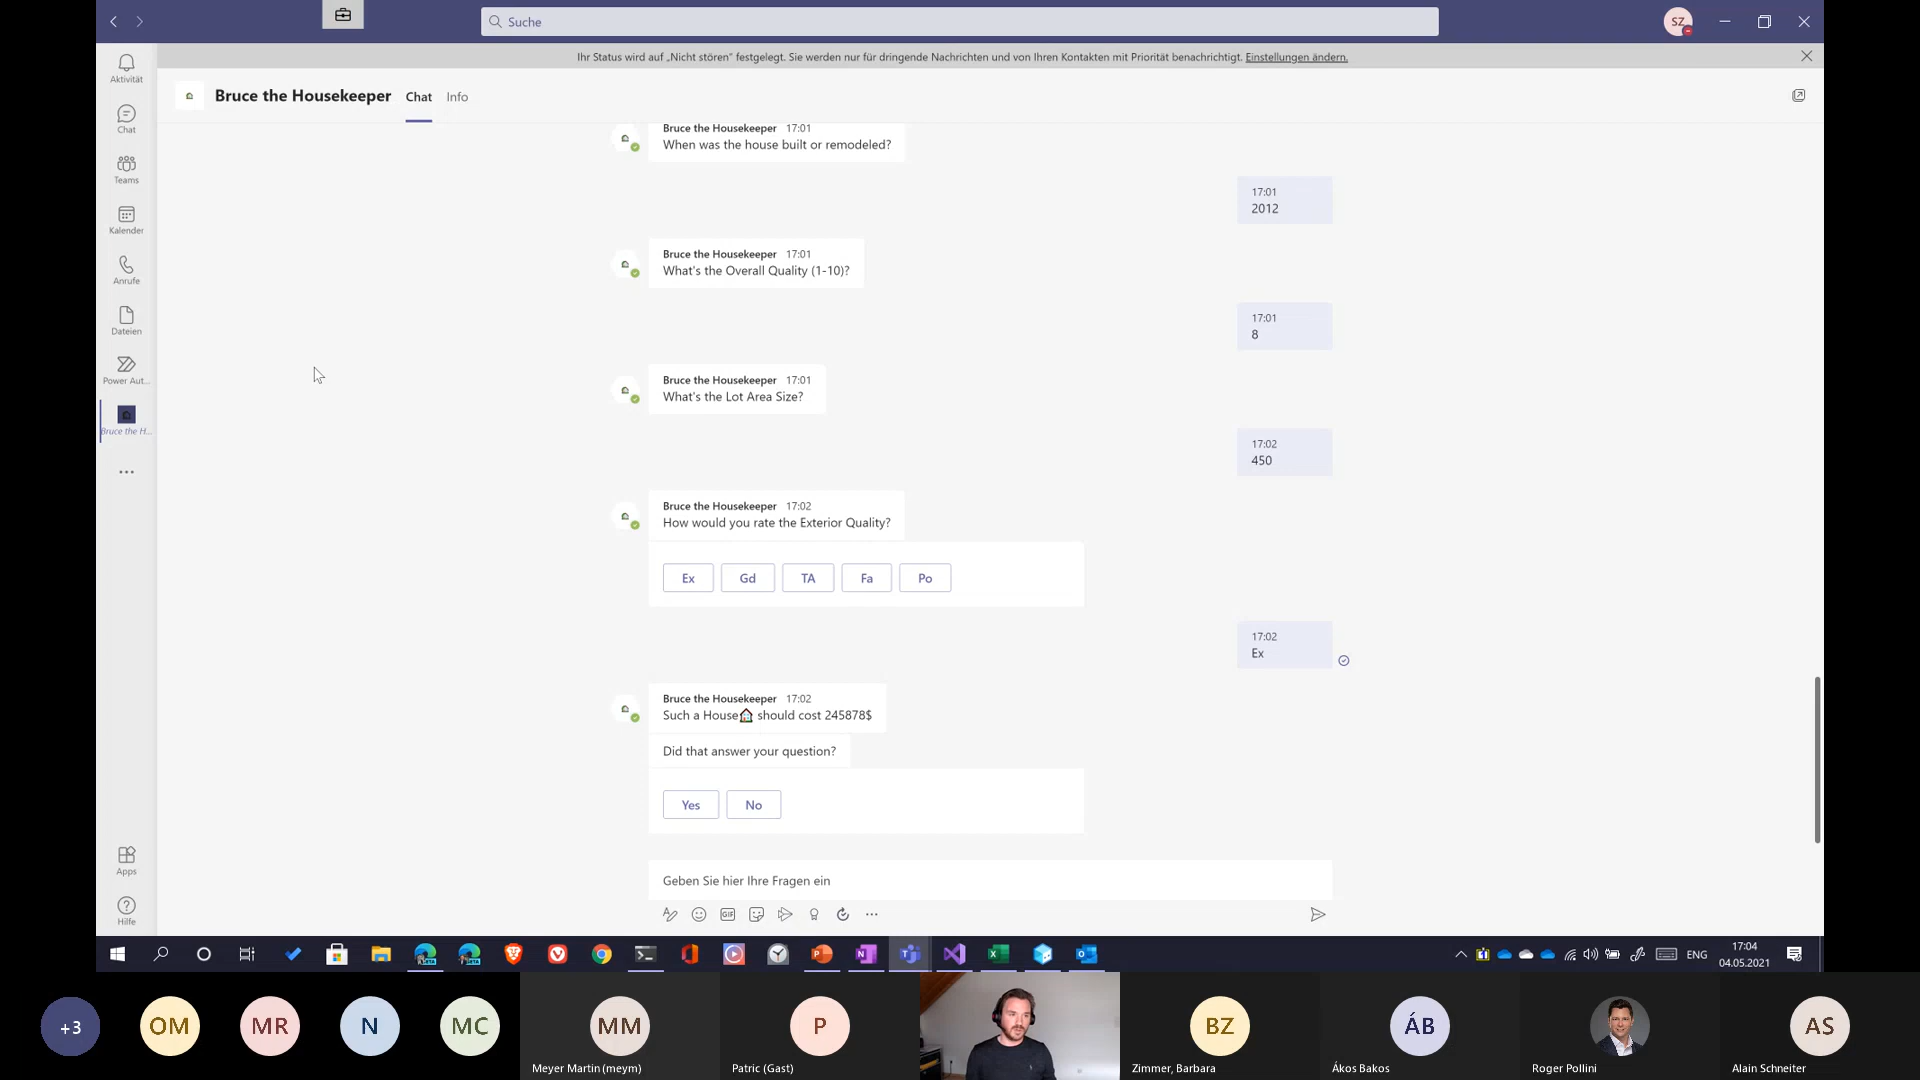 Suche
SZ
Ihr Status wird auf „Nicht stören" festgelegt. Sie werden nur für dringende Nachrichten und von Ihren Kontakten mit Priorität benachrichtigt. Einstellungen ändern.
Aktivität
Chat
Teams
Kalender
Anrufe
Dateien
Power Aut...
Bruce the H...
Apps
Hilfe
Bruce the Housekeeper Chat Info
Bruce the Housekeeper 17:01
When was the house built or remodeled?
17:01
2012
Bruce the Housekeeper 17:01
What's the Overall Quality (1-10)?
17:01
8
Bruce the Housekeeper 17:01
What's the Lot Area Size?
17:02
450
Bruce the Housekeeper 17:02
How would you rate the Exterior Quality?
Ex Gd TA Fa Po
17:02
Ex
Bruce the Housekeeper 17:02
Such a House🏠 should cost 245878$
Did that answer your question?
Yes No
Geben Sie hier Ihre Fragen ein
GIF
ENG
17:04
04.05.2021
+3 OM MR N MC MM P BZ ÁB AS
Meyer Martin (meym) Patric (Gast) Zimmer, Barbara Ákos Bakos Roger Pollini Alain Schneiter